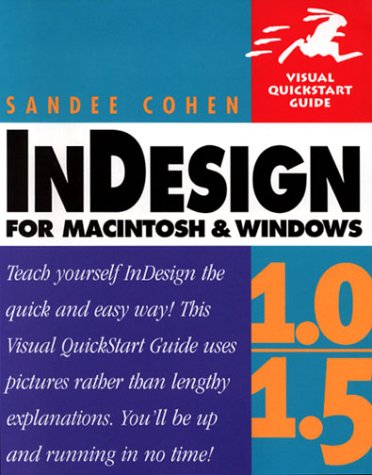 VISUAL
QUICKSTART
GUIDE
SANDEE COHEN
INDESIGN
FOR MACINTOSH & WINDOWS
Teach yourself InDesign the
quick and easy way! This
Visual QuickStart Guide uses
pictures rather than lengthy
explanations. You'll be up
and running in no time!
1.0
1.5